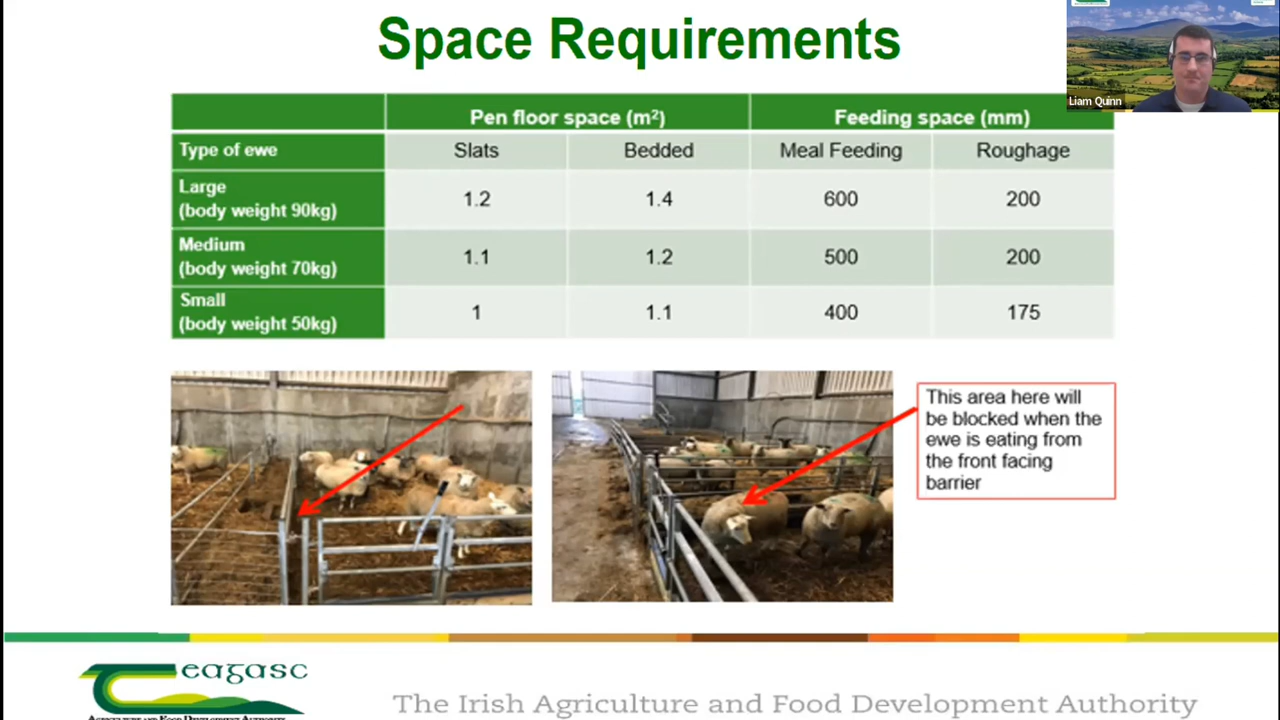 Space Requirements
Liam Quinn
Pen floor space (m²) Feeding space (mm)
Type of ewe Slats Bedded Meal Feeding Roughage
Large
(body weight 90kg) 1.2 1.4 600 200
Medium
(body weight 70kg) 1.1 1.2 500 200
Small
(body weight 50kg) 1 1.1 400 175
This area here will
be blocked when the
ewe is eating from
the front facing
barrier
teagasc
AGRICULTURE AND FOOD DEVELOPMENT AUTHORITY
The Irish Agriculture and Food Development Authority